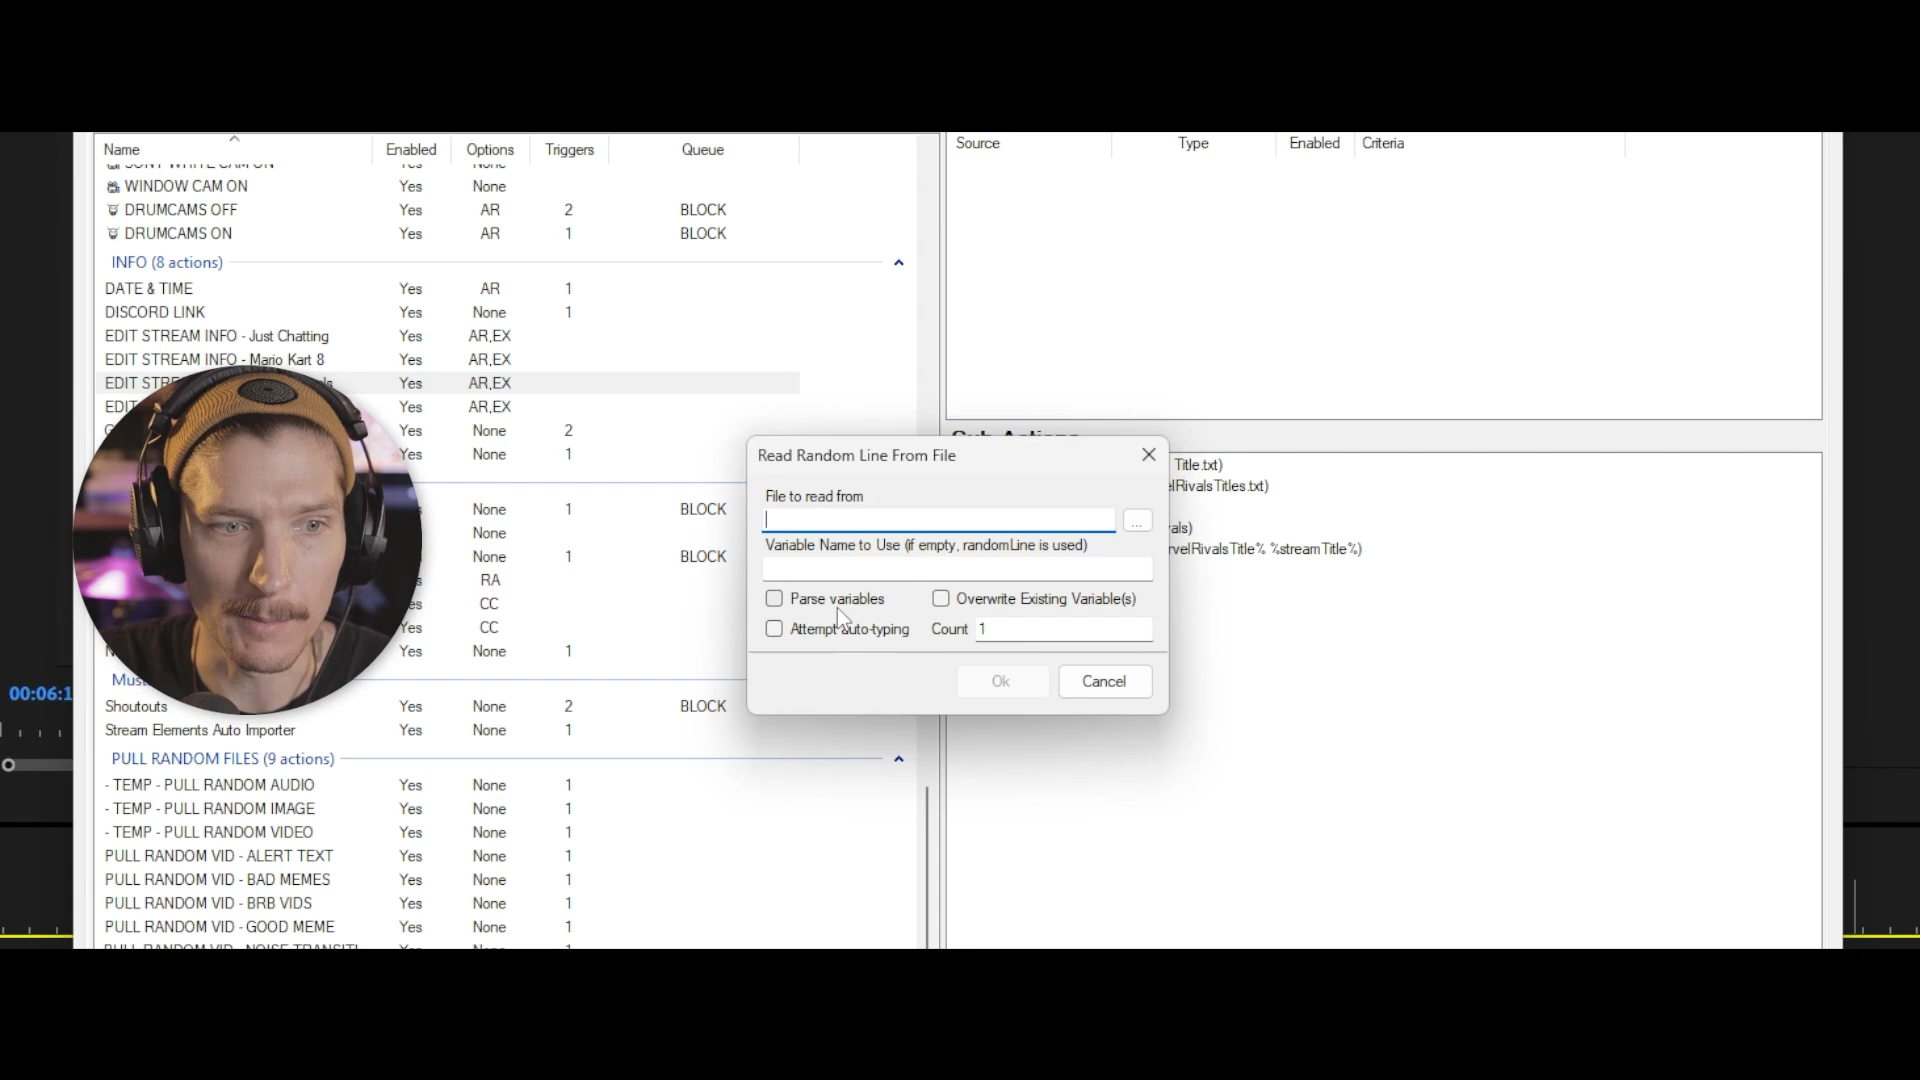 Name Enabled Options Triggers Queue
WINDOW CAM ON Yes None
DRUMCAMS OFF Yes AR 2 BLOCK
DRUMCAMS ON Yes AR 1 BLOCK
INFO (8 actions)
DATE & TIME Yes AR 1
DISCORD LINK Yes None 1
EDIT STREAM INFO - Just Chatting Yes AR,EX
EDIT STREAM INFO - Mario Kart 8 Yes AR,EX
EDIT STRE Yes AR,EX
EDIT Yes AR,EX
Yes None 2
Yes None 1
None 1 BLOCK
None
None 1 BLOCK
RA
CC
Yes CC
Yes None 1
Mus
Shoutouts Yes None 2 BLOCK
Stream Elements Auto Importer Yes None 1
PULL RANDOM FILES (9 actions)
- TEMP - PULL RANDOM AUDIO Yes None 1
- TEMP - PULL RANDOM IMAGE Yes None 1
- TEMP - PULL RANDOM VIDEO Yes None 1
PULL RANDOM VID - ALERT TEXT Yes None 1
PULL RANDOM VID - BAD MEMES Yes None 1
PULL RANDOM VID - BRB VIDS Yes None 1
PULL RANDOM VID - GOOD MEME Yes None 1
00:06:1
Source Type Enabled Criteria
Sub-Actions
Title.txt)
elRivalsTitles.txt)
als)
rvelRivalsTitle% %streamTitle%)
Read Random Line From File
File to read from
...
Variable Name to Use (if empty, randomLine is used)
Parse variables Overwrite Existing Variable(s)
Attempt auto-typing Count 1
Ok Cancel